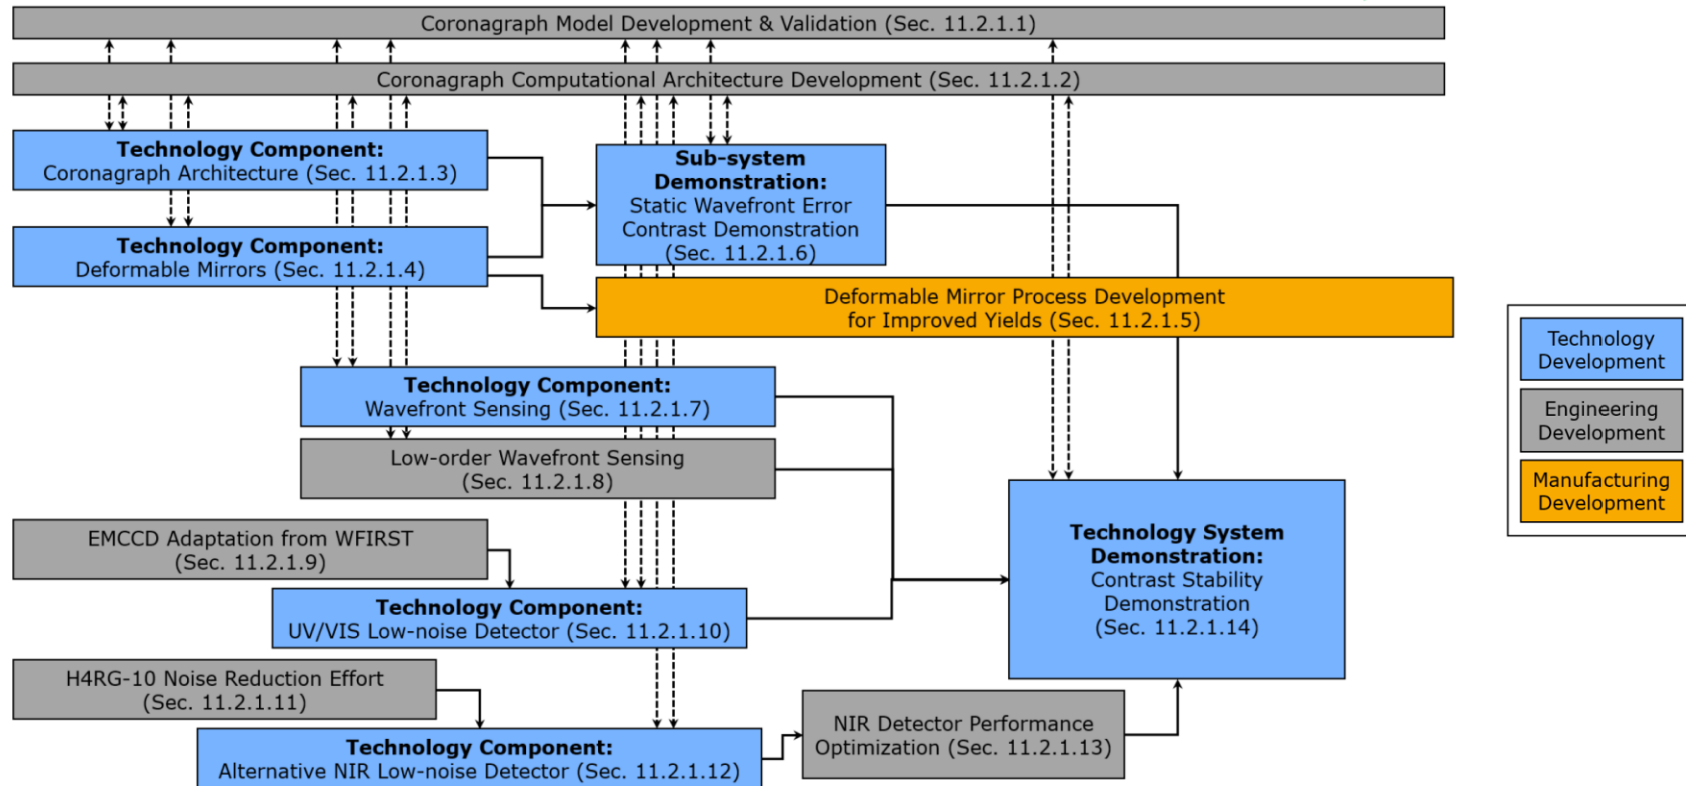 Coronagraph Model Development & Validation (Sec. 11.2.1.1)
Coronagraph Computational Architecture Development (Sec. 11.2.1.2)
Technology Component:
Coronagraph Architecture (Sec. 11.2.1.3)
Sub-system
Demonstration:
Static Wavefront Error
Contrast Demonstration
(Sec. 11.2.1.6)
Technology Component:
Deformable Mirrors (Sec. 11.2.1.4)
Deformable Mirror Process Development
for Improved Yields (Sec. 11.2.1.5)
Technology Component:
Wavefront Sensing (Sec. 11.2.1.7)
Low-order Wavefront Sensing
(Sec. 11.2.1.8)
EMCCD Adaptation from WFIRST
(Sec. 11.2.1.9)
Technology Component:
UV/VIS Low-noise Detector (Sec. 11.2.1.10)
H4RG-10 Noise Reduction Effort
(Sec. 11.2.1.11)
Technology Component:
Alternative NIR Low-noise Detector (Sec. 11.2.1.12)
NIR Detector Performance
Optimization (Sec. 11.2.1.13)
Technology System
Demonstration:
Contrast Stability
Demonstration
(Sec. 11.2.1.14)
Technology
Development
Engineering
Development
Manufacturing
Development